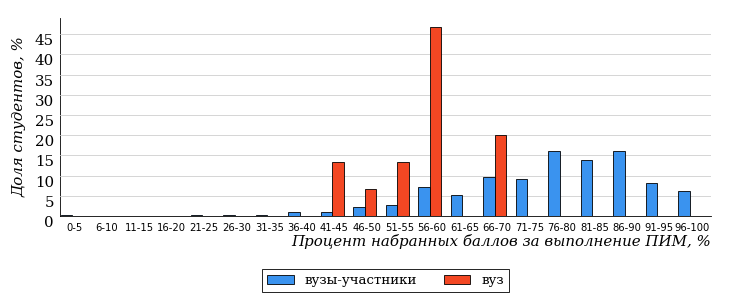 Доля студентов, %
45
40
35
30
25
20
15
10
5
0
0-5 6-10 11-15 16-20 21-25 26-30 31-35 36-40 41-45 46-50 51-55 56-60 61-65 66-70 71-75 76-80 81-85 86-90 91-95 96-100
Процент набранных баллов за выполнение ПИМ, %
вузы-участники вуз